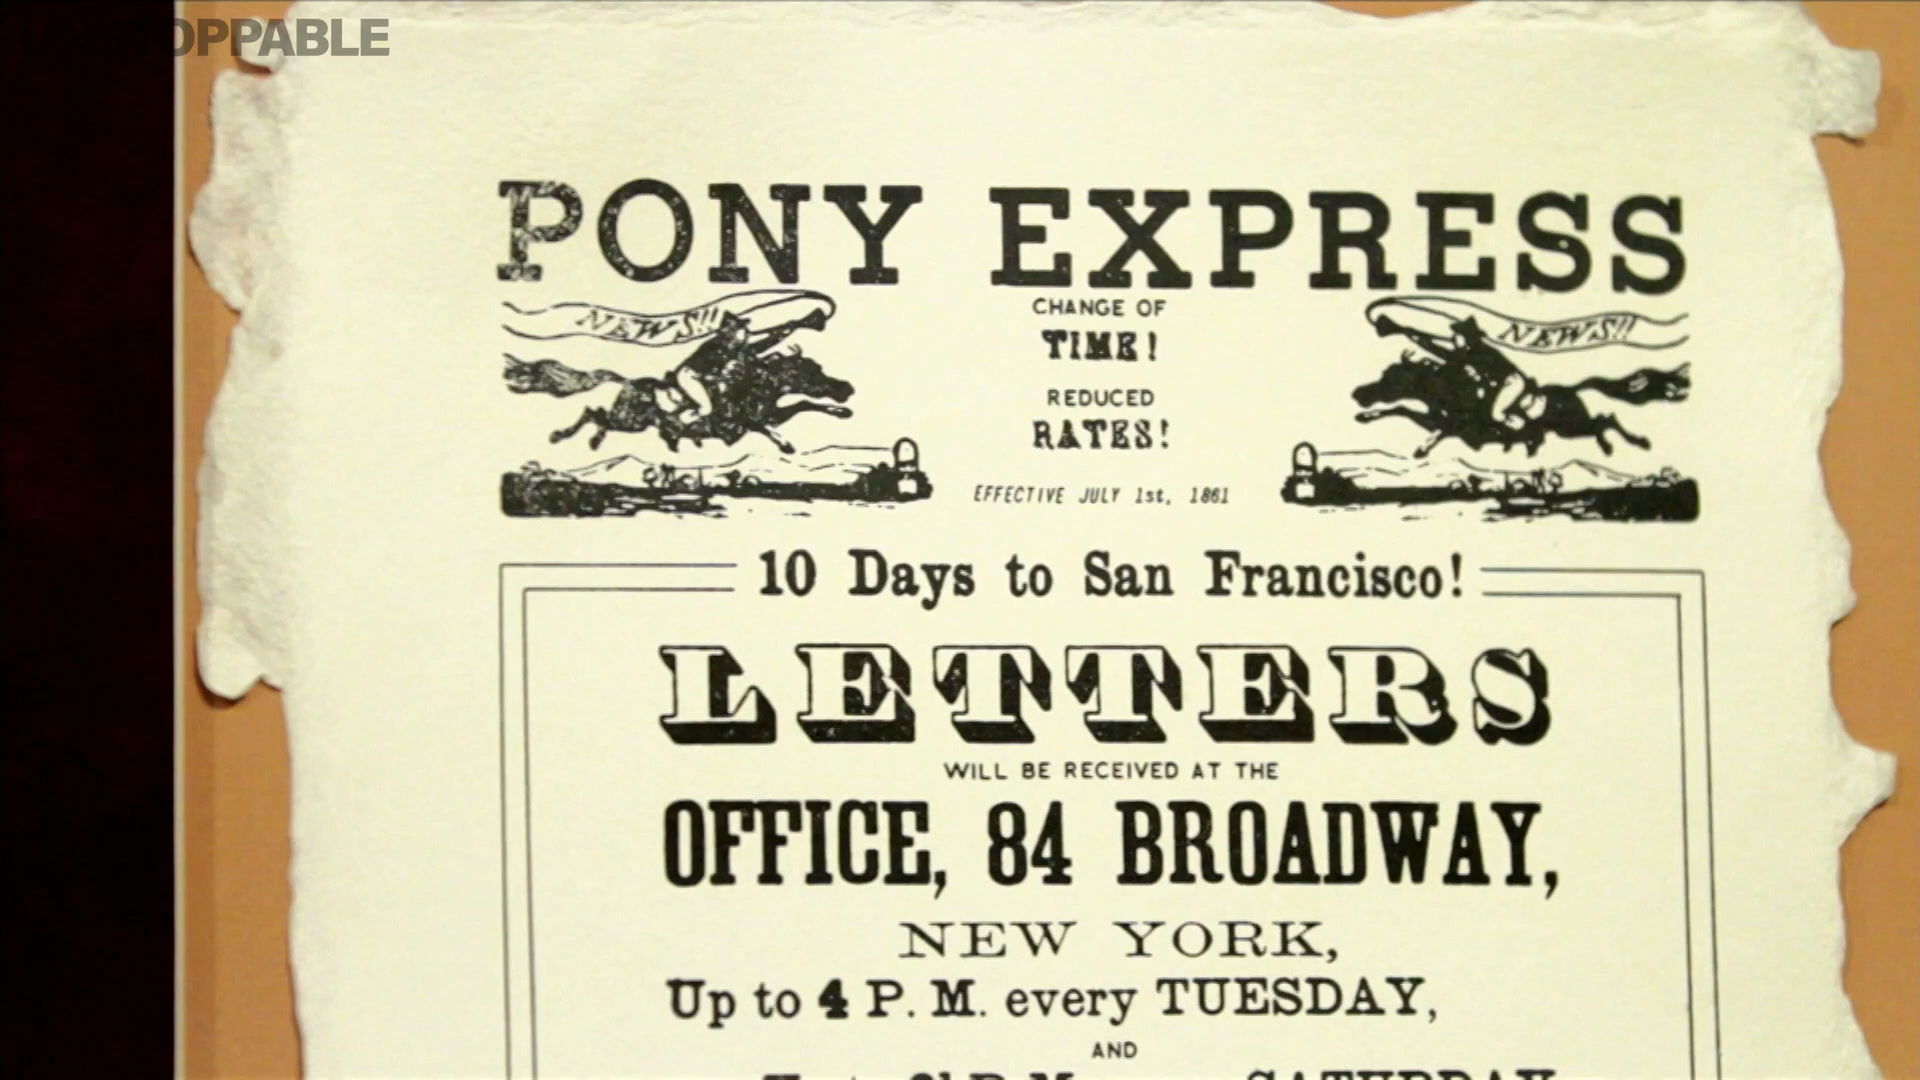 OPPABLE
PONY EXPRESS
NEWS!!
NEWS!!
CHANGE OF
TIME!
REDUCED
RATES!
EFFECTIVE JULY 1st, 1861
10 Days to San Francisco!
LETTERS
WILL BE RECEIVED AT THE
OFFICE, 84 BROADWAY,
NEW YORK,
Up to 4 P. M. every TUESDAY,
AND
SATURDAY